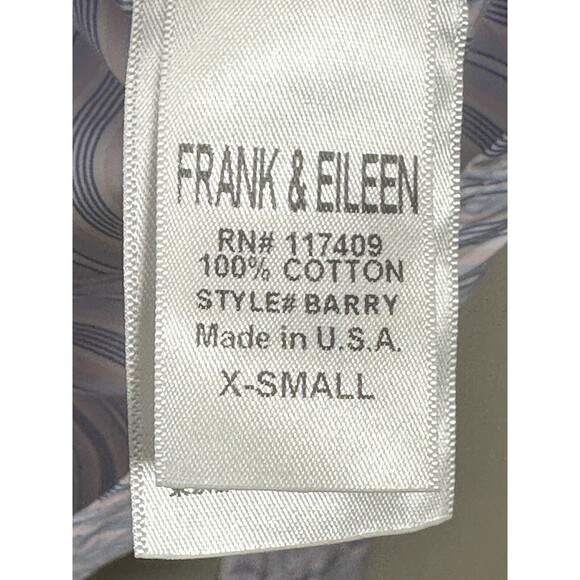 FRANK & EILEEN
RN# 117409
100% COTTON
STYLE# BARRY
Made in U.S.A.
X-SMALL